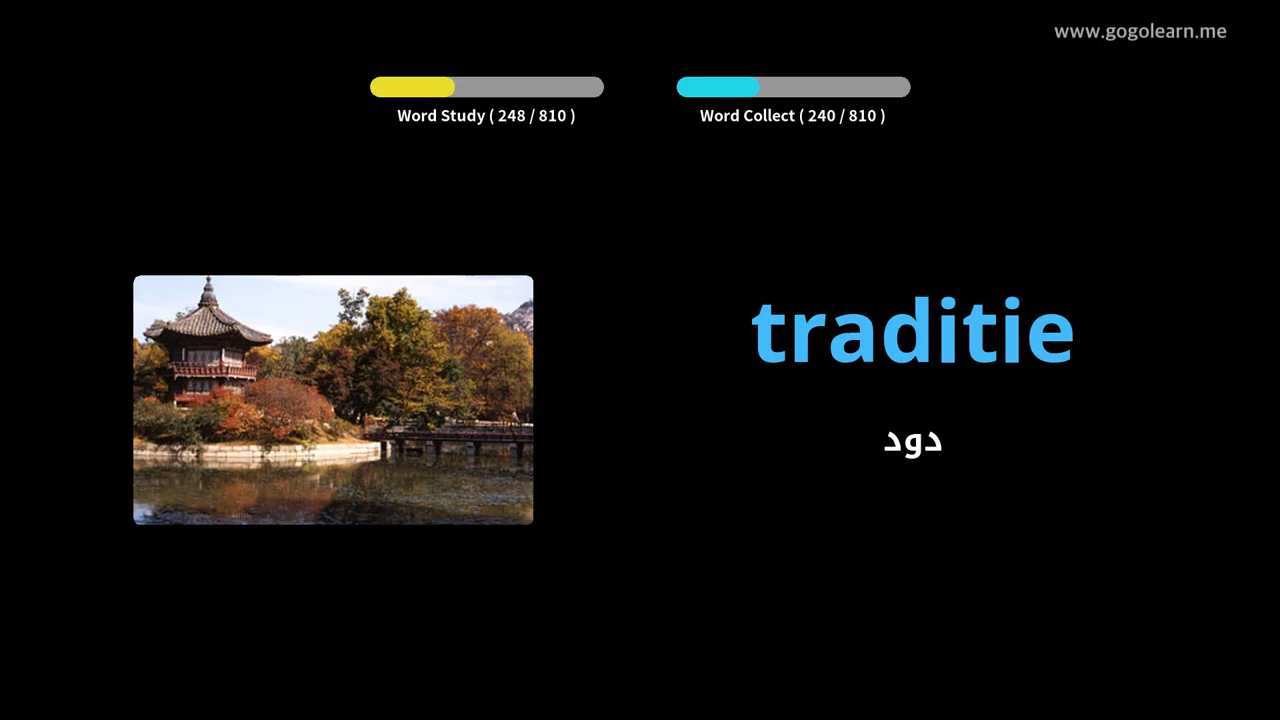 www.gogolearn.me
Word Study ( 248 / 810 )
Word Collect ( 240 / 810 )
traditie
دود